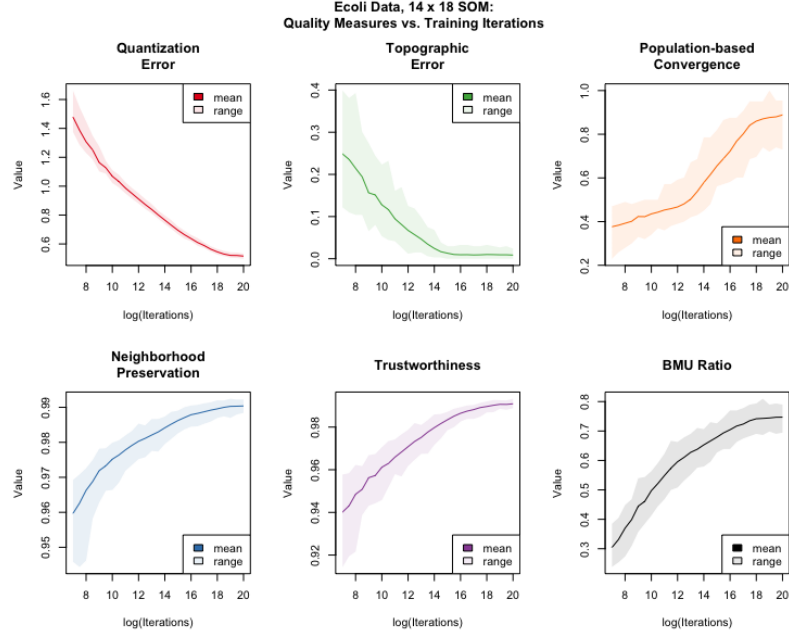 Ecoli Data, 14 x 18 SOM:
Quality Measures vs. Training Iterations
Quantization
Error
mean
range
Value
0.6
0.8
1.0
1.2
1.4
1.6
8 10 12 14 16 18 20
log(Iterations)
Topographic
Error
mean
range
Value
0.0
0.1
0.2
0.3
0.4
8 10 12 14 16 18 20
log(Iterations)
Population-based
Convergence
mean
range
Value
0.2
0.4
0.6
0.8
1.0
8 10 12 14 16 18 20
log(Iterations)
Neighborhood
Preservation
mean
range
Value
0.95
0.96
0.97
0.98
0.99
8 10 12 14 16 18 20
log(Iterations)
Trustworthiness
mean
range
Value
0.92
0.94
0.96
0.98
8 10 12 14 16 18 20
log(Iterations)
BMU Ratio
mean
range
Value
0.3
0.4
0.5
0.6
0.7
0.8
8 10 12 14 16 18 20
log(Iterations)